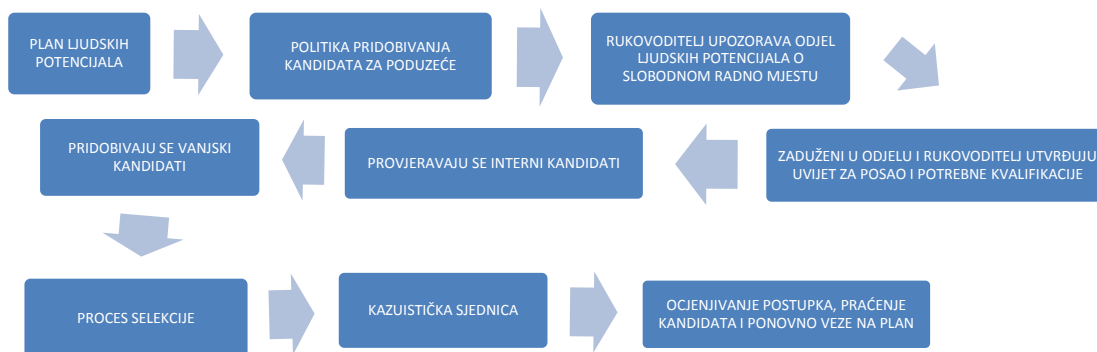 PLAN LJUDSKIH
POTENCIJALA
POLITIKA PRIDOBIVANJA
KANDIDATA ZA PODUZEĆE
RUKOVODITELJ UPOZORAVA ODJEL
LJUDSKIH POTENCIJALA O
SLOBODNOM RADNO MJESTU
ZADUŽENI U ODJELU I RUKOVODITELJ UTVRĐUJU
UVIJET ZA POSAO I POTREBNE KVALIFIKACIJE
PROVJERAVAJU SE INTERNI KANDIDATI
PRIDOBIVAJU SE VANJSKI
KANDIDATI
PROCES SELEKCIJE
KAZUISTIČKA SJEDNICA
OCJENJIVANJE POSTUPKA, PRAĆENJE
KANDIDATA I PONOVNO VEZE NA PLAN